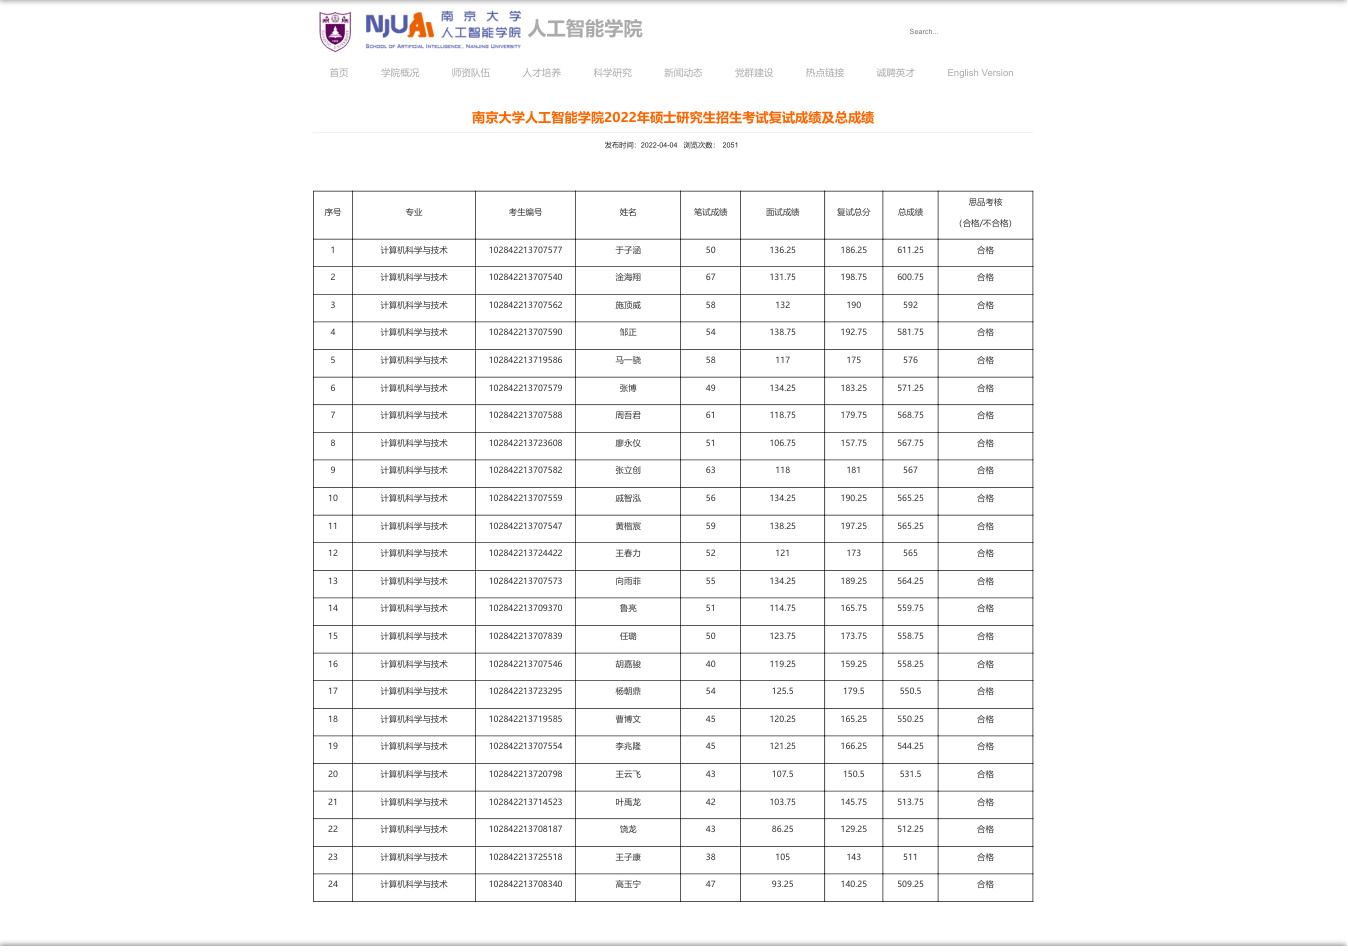 南京大学
人工智能学院
NJUAI
SCHOOL OF ARTIFICIAL INTELLIGENCE, NANJING UNIVERSITY
人工智能学院
Search...
首页 学院概况 师资队伍 人才培养 科学研究 新闻动态 党群建设 热点链接 诚聘英才 English Version
南京大学人工智能学院2022年硕士研究生招生考试复试成绩及总成绩
发布时间：2022-04-04 浏览次数： 2051
序号 专业 考生编号 姓名 笔试成绩 面试成绩 复试总分 总成绩 思品考核
（合格/不合格）
1 计算机科学与技术 102842213707577 于子涵 50 136.25 186.25 611.25 合格
2 计算机科学与技术 102842213707540 淦海翔 67 131.75 198.75 600.75 合格
3 计算机科学与技术 102842213707562 施顶威 58 132 190 592 合格
4 计算机科学与技术 102842213707590 邹正 54 138.75 192.75 581.75 合格
5 计算机科学与技术 102842213719586 马一骁 58 117 175 576 合格
6 计算机科学与技术 102842213707579 张博 49 134.25 183.25 571.25 合格
7 计算机科学与技术 102842213707588 周吾君 61 118.75 179.75 568.75 合格
8 计算机科学与技术 102842213723608 廖永仪 51 106.75 157.75 567.75 合格
9 计算机科学与技术 102842213707582 张立创 63 118 181 567 合格
10 计算机科学与技术 102842213707559 戚智泓 56 134.25 190.25 565.25 合格
11 计算机科学与技术 102842213707547 黄楷宸 59 138.25 197.25 565.25 合格
12 计算机科学与技术 102842213724422 王春力 52 121 173 565 合格
13 计算机科学与技术 102842213707573 向雨菲 55 134.25 189.25 564.25 合格
14 计算机科学与技术 102842213709370 鲁亮 51 114.75 165.75 559.75 合格
15 计算机科学与技术 102842213707839 任璐 50 123.75 173.75 558.75 合格
16 计算机科学与技术 102842213707546 胡嘉骏 40 119.25 159.25 558.25 合格
17 计算机科学与技术 102842213723295 杨朝鼎 54 125.5 179.5 550.5 合格
18 计算机科学与技术 102842213719585 曹博文 45 120.25 165.25 550.25 合格
19 计算机科学与技术 102842213707554 李兆隆 45 121.25 166.25 544.25 合格
20 计算机科学与技术 102842213720798 王云飞 43 107.5 150.5 531.5 合格
21 计算机科学与技术 102842213714523 叶禹龙 42 103.75 145.75 513.75 合格
22 计算机科学与技术 102842213708187 饶龙 43 86.25 129.25 512.25 合格
23 计算机科学与技术 102842213725518 王子康 38 105 143 511 合格
24 计算机科学与技术 102842213708340 高玉宁 47 93.25 140.25 509.25 合格